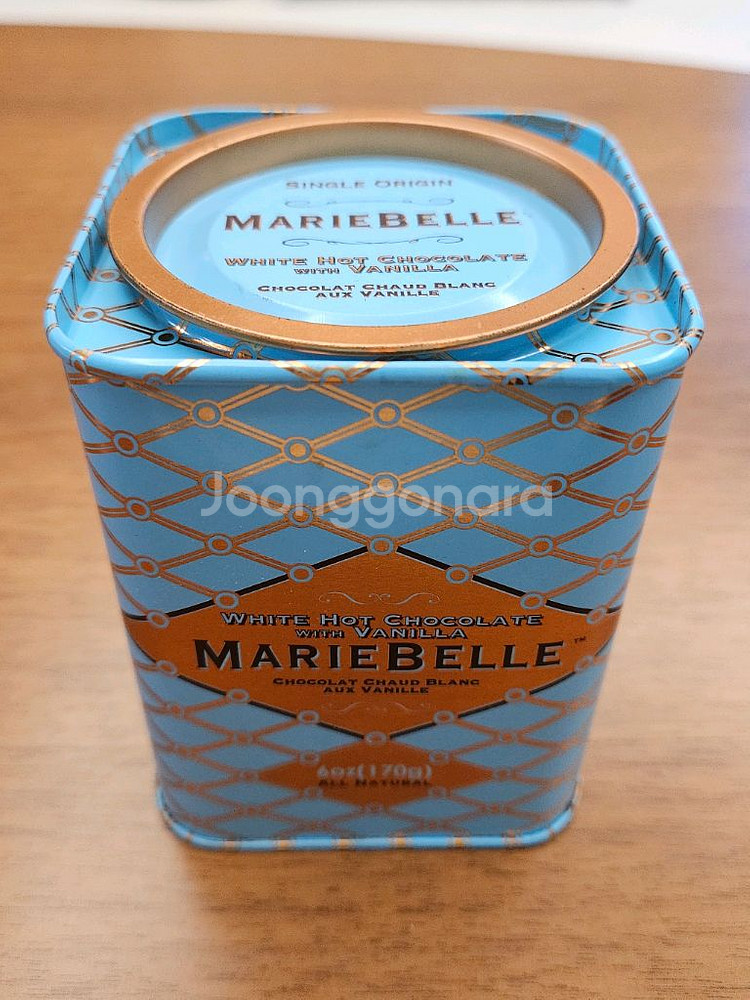 SINGLE ORIGIN
MARIEBELLE
WHITE HOT CHOCOLATE
WITH VANILLA
CHOCOLAT CHAUD BLANC
AUX VANILLE
Joonggonara
WHITE HOT CHOCOLATE
WITH VANILLA
MARIEBELLE™
CHOCOLAT CHAUD BLANC
AUX VANILLE
6oz(170g)
ALL NATURAL